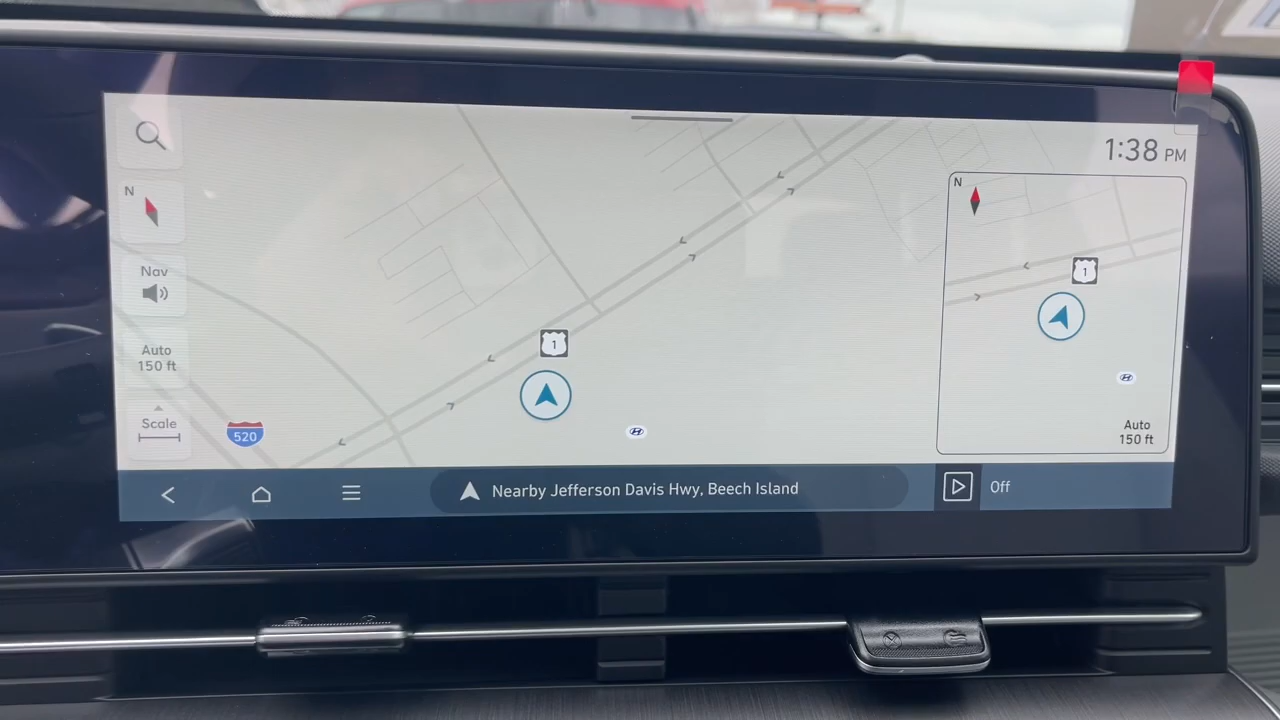 1:38 PM
N
N
Nav
1
Auto
150 ft
1
Scale
520
Auto
150 ft
Nearby Jefferson Davis Hwy, Beech Island
Off